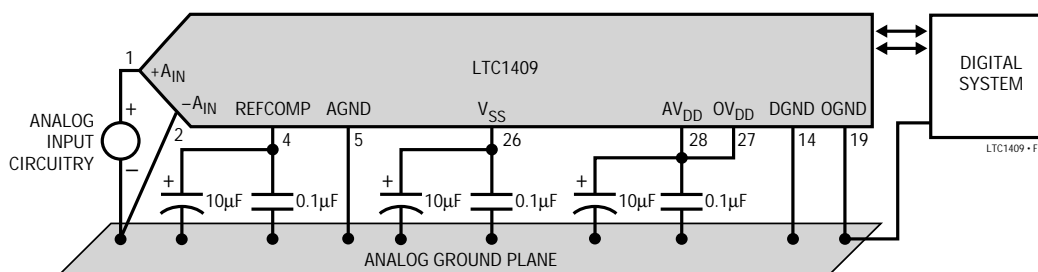 1
+AIN
LTC1409
DIGITAL
SYSTEM
ANALOG
INPUT
CIRCUITRY
+
−
−AIN
2
REFCOMP
AGND
VSS
AVDD
OVDD
DGND
OGND
4
5
26
28
27
14
19
LTC1409 • F
+
10µF
0.1µF
+
10µF
0.1µF
+
10µF
0.1µF
ANALOG GROUND PLANE